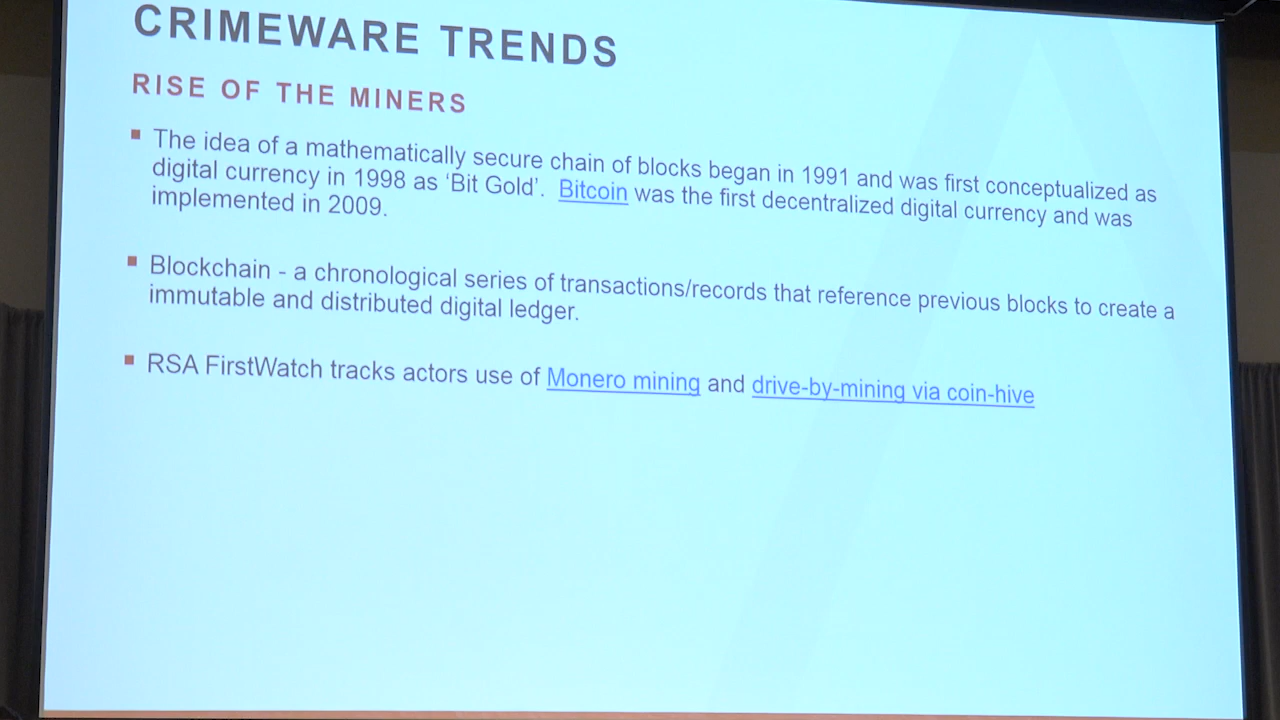 CRIMEWARE TRENDS
RISE OF THE MINERS
▪ The idea of a mathematically secure chain of blocks began in 1991 and was first conceptualized as
digital currency in 1998 as ‘Bit Gold’. Bitcoin was the first decentralized digital currency and was
implemented in 2009.
▪ Blockchain - a chronological series of transactions/records that reference previous blocks to create a
immutable and distributed digital ledger.
▪ RSA FirstWatch tracks actors use of Monero mining and drive-by-mining via coin-hive